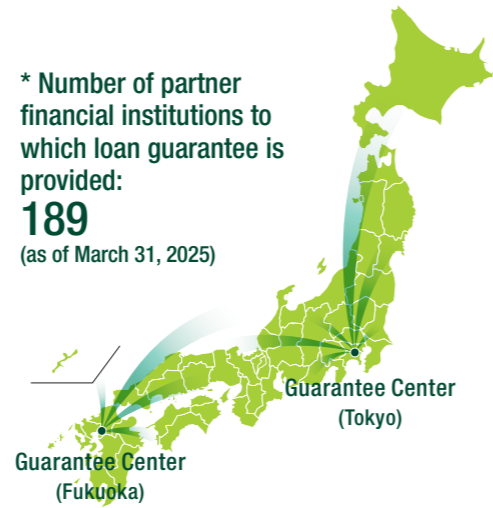 * Number of partner
financial institutions to
which loan guarantee is
provided:
189
(as of March 31, 2025)
Guarantee Center
(Tokyo)
Guarantee Center
(Fukuoka)